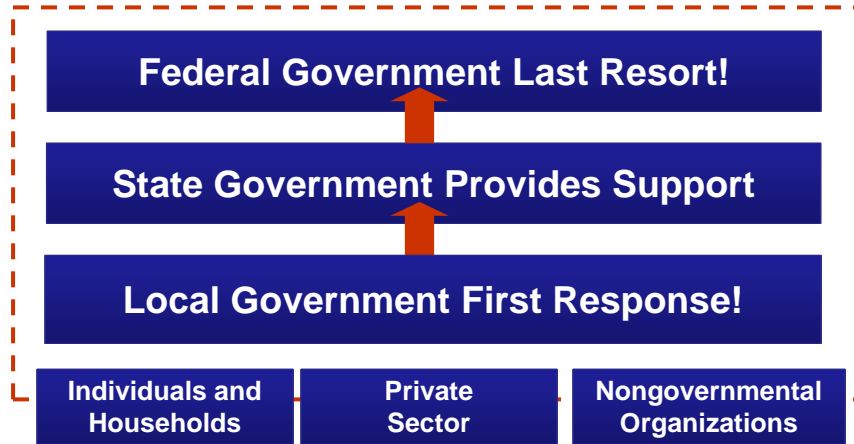 Federal Government Last Resort!
State Government Provides Support
Local Government First Response!
Individuals and
Households
Private
Sector
Nongovernmental
Organizations